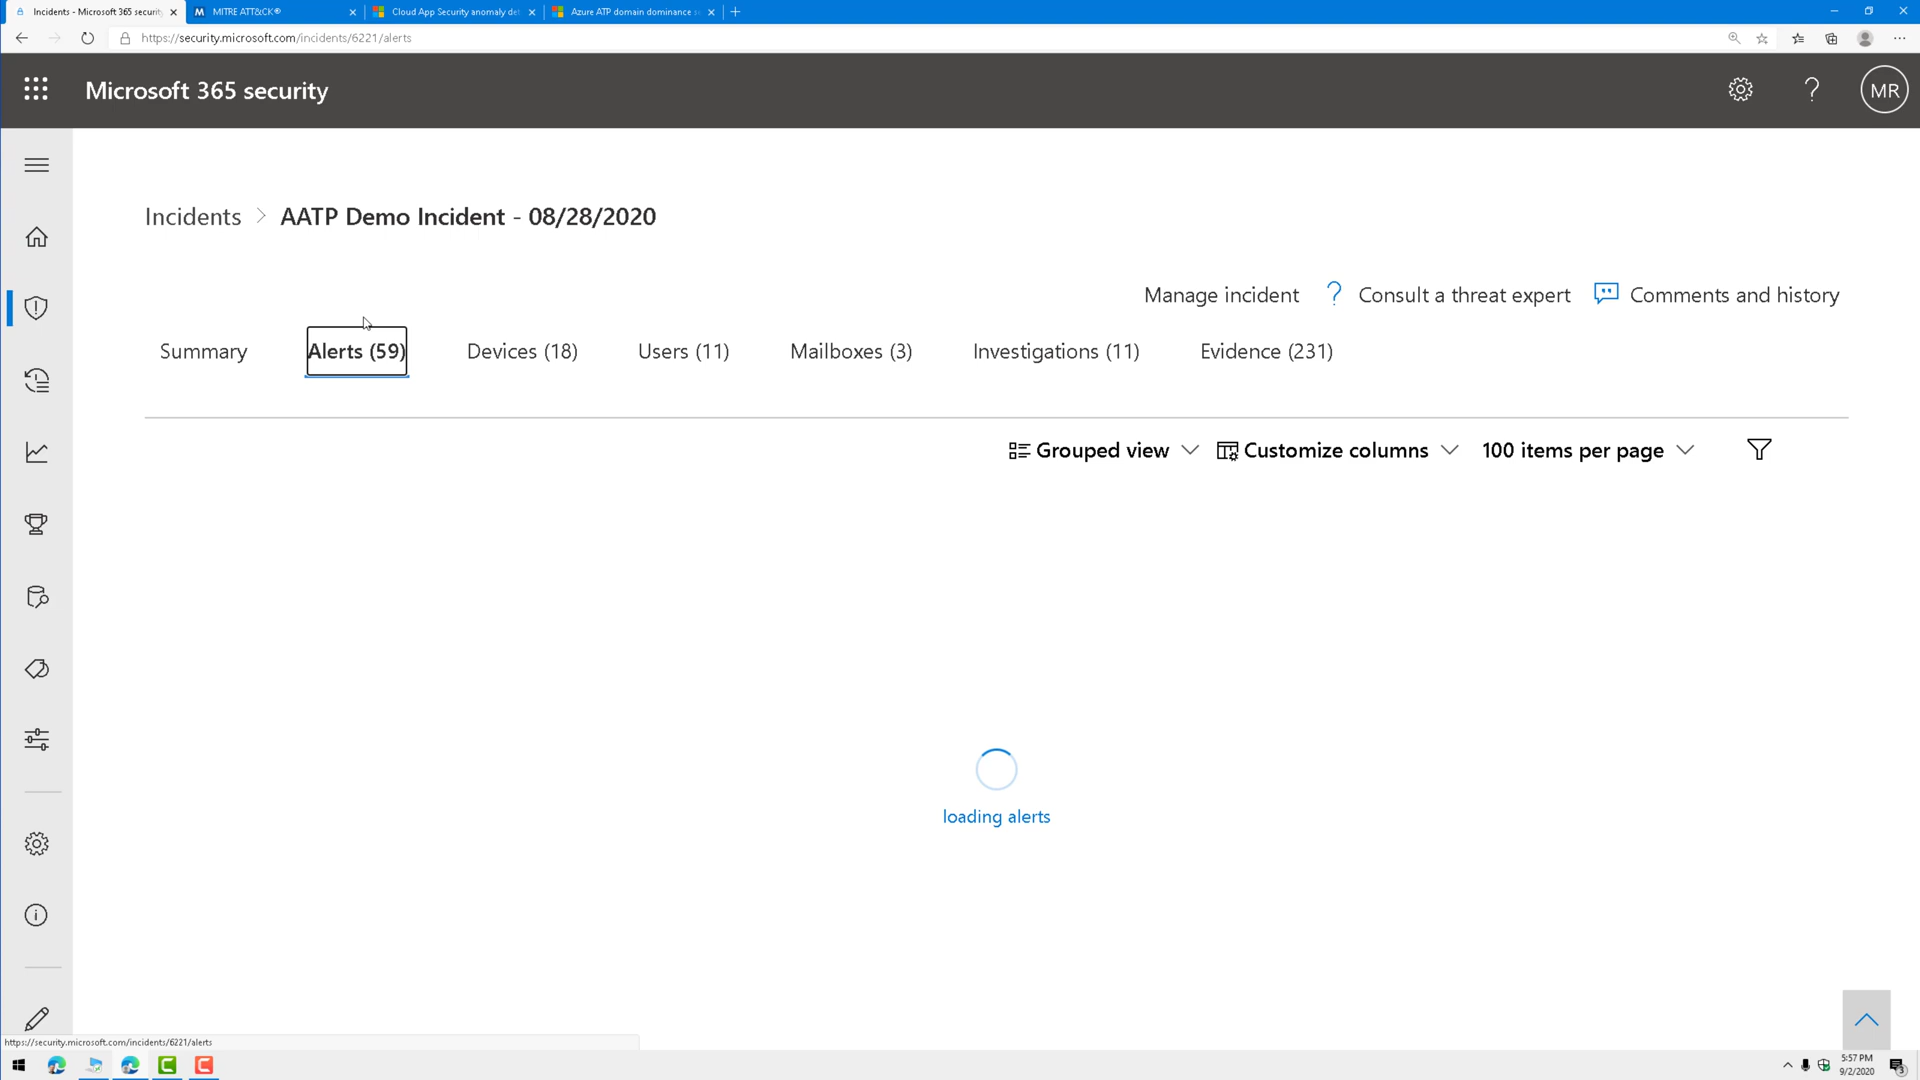 Incidents - Microsoft 365 securit
MITRE ATT&CK®
Cloud App Security anomaly det
Azure ATP domain dominance s
https://security.microsoft.com/incidents/6221/alerts
Microsoft 365 security
MR
Incidents > AATP Demo Incident - 08/28/2020
Manage incident
Consult a threat expert
Comments and history
Summary
Alerts (59)
Devices (18)
Users (11)
Mailboxes (3)
Investigations (11)
Evidence (231)
Grouped view
Customize columns
100 items per page
loading alerts
https://security.microsoft.com/incidents/6221/alerts
5:57 PM
9/2/2020
3